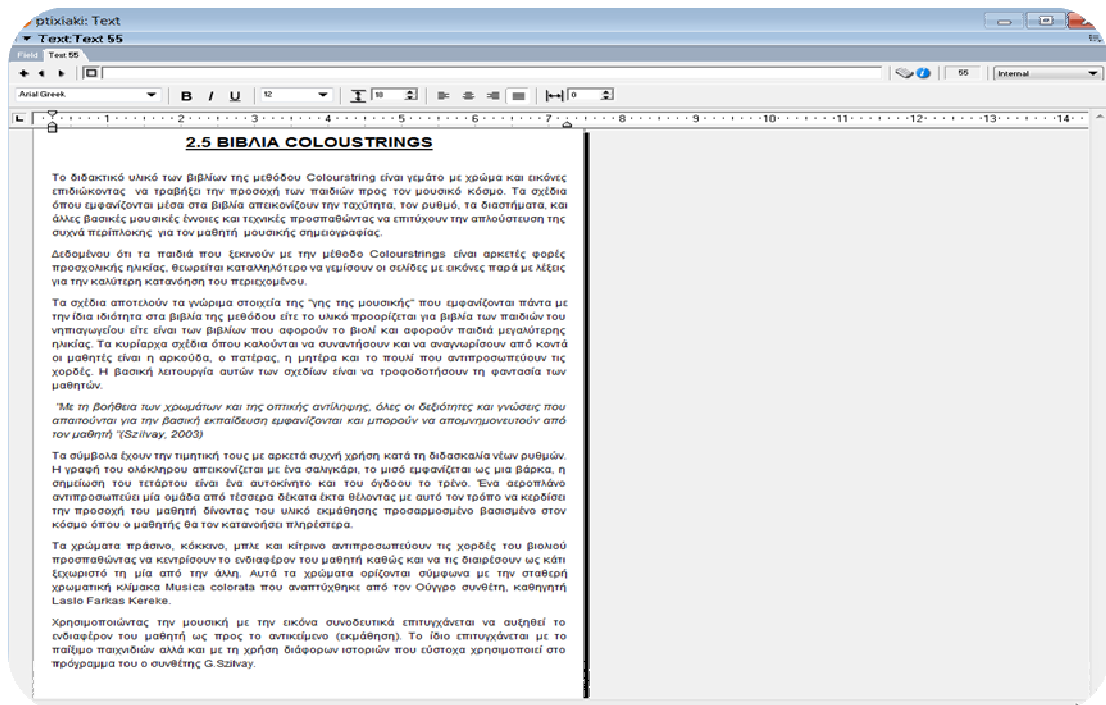 ptixiaki: Text
Text:Text 55
Field Text 55
55 Internal
Arial Greek. B I U 12 18 0
1 2 3 4 5 6 7 8 9 10 11 12 13 14
2.5 ΒΙΒΛΙΑ COLOUSTRINGS
Το διδακτικό υλικό των βιβλίων της μεθόδου Colourstring είναι γεμάτο με χρώμα και εικόνες
επιδιώκοντας να τραβήξει την προσοχή των παιδιών προς τον μουσικό κόσμο. Τα σχέδια
όπου εμφανίζονται μέσα στα βιβλία απεικονίζουν την ταχύτητα, τον ρυθμό, τα διαστήματα, και
άλλες βασικές μουσικές έννοιες και τεχνικές προσπαθώντας να επιτύχουν την απλούστευση της
συχνά περίπλοκης για τον μαθητή μουσικής σημειογραφίας.
Δεδομένου ότι τα παιδιά που ξεκινούν με την μέθοδο Colourstrings είναι αρκετές φορές
προσχολικής ηλικίας, θεωρείται καταλληλότερο να γεμίσουν οι σελίδες με εικόνες παρά με λέξεις
για την καλύτερη κατανόηση του περιεχομένου.
Τα σχέδια αποτελούν τα γνώριμα στοιχεία της "γης της μουσικής" που εμφανίζονται πάντα με
την ίδια ιδιότητα στα βιβλία της μεθόδου είτε το υλικό προορίζεται για βιβλία των παιδιών του
νηπιαγωγείου είτε είναι των βιβλίων που αφορούν το βιολί και αφορούν παιδιά μεγαλύτερης
ηλικίας. Τα κυρίαρχα σχέδια όπου καλούνται να συναντήσουν και να αναγνωρίσουν από κοντά
οι μαθητές είναι η αρκούδα, ο πατέρας, η μητέρα και το πουλί που αντιπροσωπεύουν τις
χορδές. Η βασική λειτουργία αυτών των σχεδίων είναι να τροφοδοτήσουν τη φαντασία των
μαθητών.
"Με τη βοήθεια των χρωμάτων και της οπτικής αντίληψης, όλες οι δεξιότητες και γνώσεις που
απαιτούνται για την βασική εκπαίδευση εμφανίζονται και μπορούν να απομνημονευτούν από
τον μαθητή "(Szilvay, 2003)
Τα σύμβολα έχουν την τιμητική τους με αρκετά συχνή χρήση κατά τη διδασκαλία νέων ρυθμών.
Η γραφή του ολόκληρου απεικονίζεται με ένα σαλιγκάρι, το μισό εμφανίζεται ως μια βάρκα, η
σημείωση του τετάρτου είναι ένα αυτοκίνητο και του όγδοου το τρένο. Ένα αεροπλάνο
αντιπροσωπεύει μία ομάδα από τέσσερα δέκατα έκτα θέλοντας με αυτό τον τρόπο να κερδίσει
την προσοχή του μαθητή δίνοντας του υλικό εκμάθησης προσαρμοσμένο βασισμένο στον
κόσμο όπου ο μαθητής θα τον κατανοήσει πληρέστερα.
Τα χρώματα πράσινο, κόκκινο, μπλε και κίτρινο αντιπροσωπεύουν τις χορδές του βιολιού
προσπαθώντας να κεντρίσουν το ενδιαφέρον του μαθητή καθώς και να τις διαιρέσουν ως κάτι
ξεχωριστό τη μία από την άλλη. Αυτά τα χρώματα ορίζονται σύμφωνα με την σταθερή
χρωματική κλίμακα Musica colorata που αναπτύχθηκε από τον Ούγγρο συνθέτη, καθηγητή
Laslo Farkas Kereke.
Χρησιμοποιώντας την μουσική με την εικόνα συνοδευτικά επιτυγχάνεται να αυξηθεί το
ενδιαφέρον του μαθητή ως προς το αντικείμενο (εκμάθηση). Το ίδιο επιτυγχάνεται με το
παίξιμο παιχνιδιών αλλά και με τη χρήση διάφορων ιστοριών που εύστοχα χρησιμοποιεί στο
πρόγραμμα του ο συνθέτης G.Szilvay.